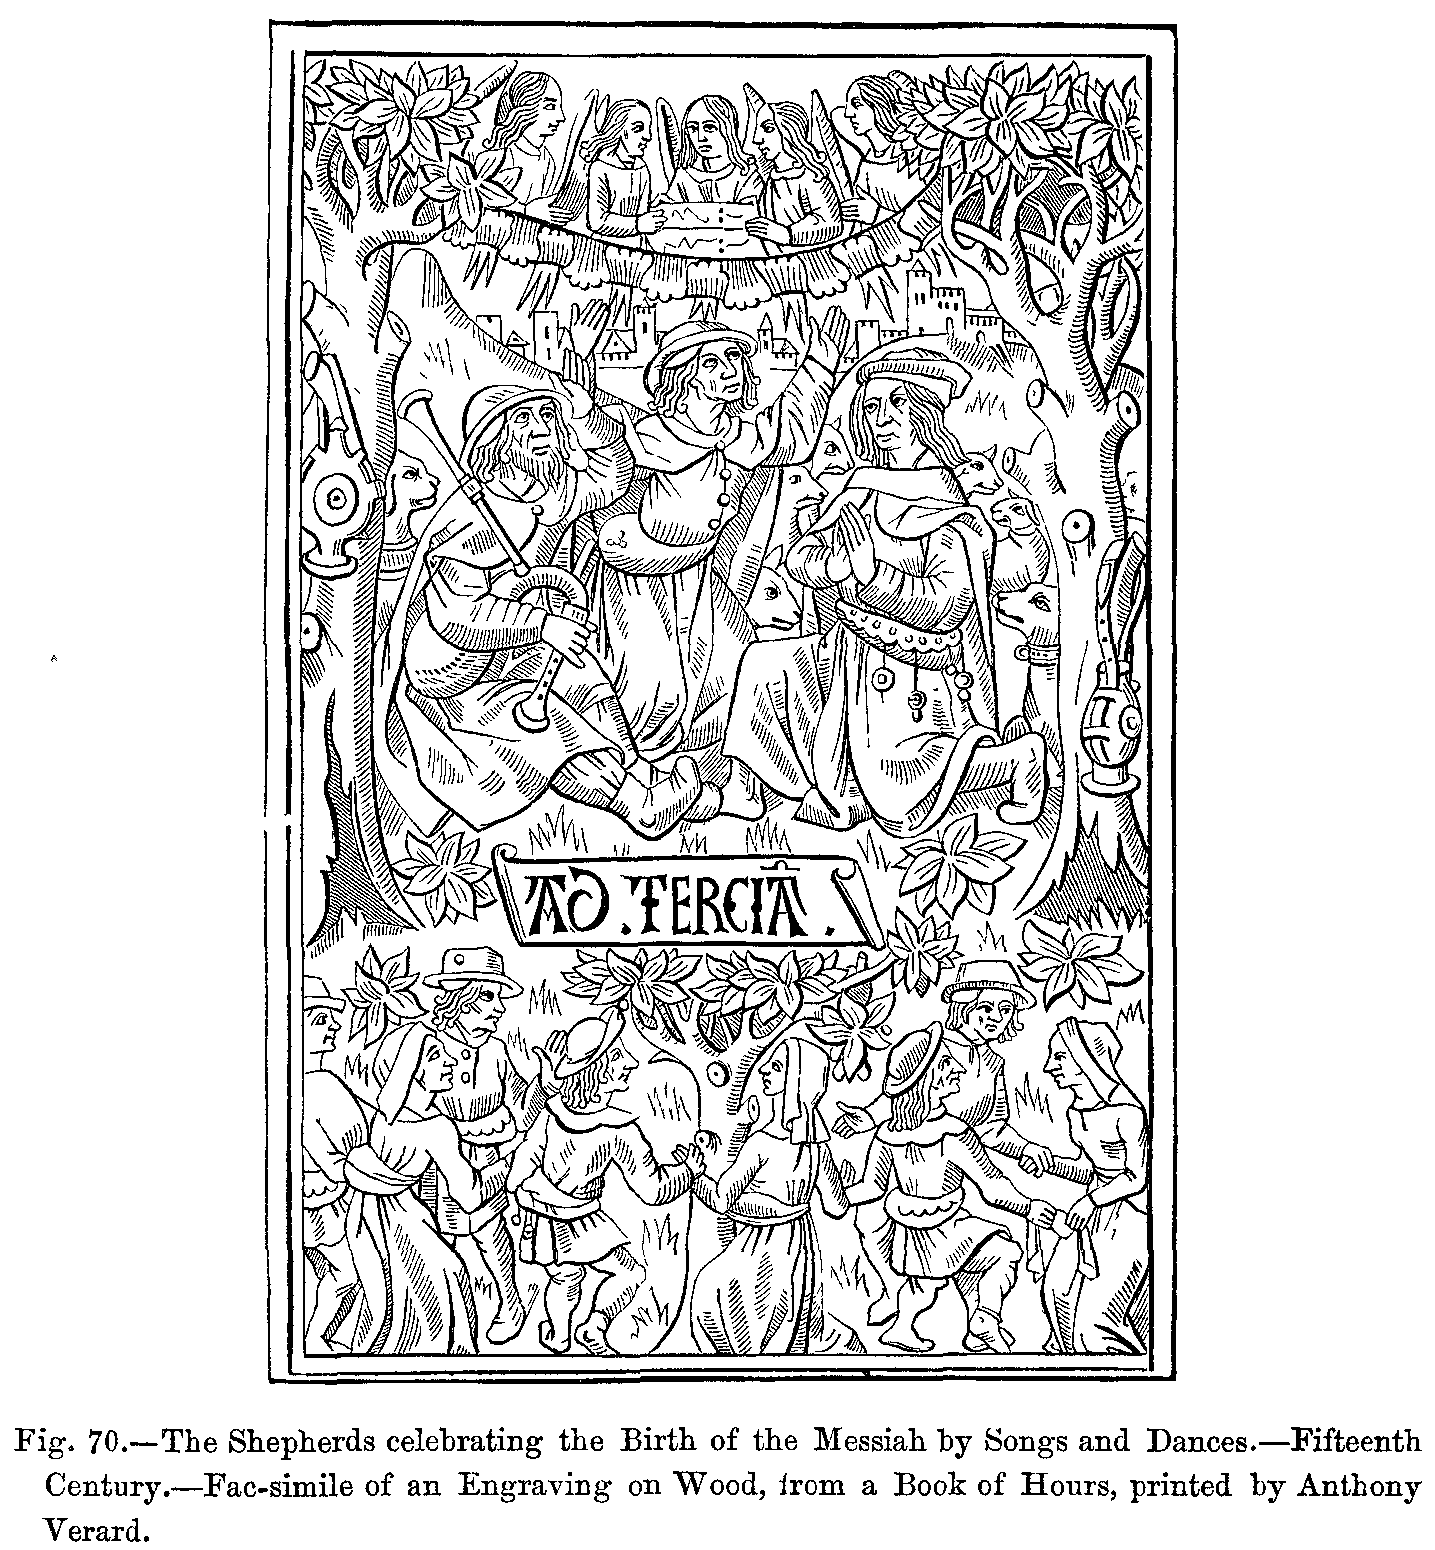 AD . TERCIĀ .
Fig. 70.—The Shepherds celebrating the Birth of the Messiah by Songs and Dances.—Fifteenth
Century.—Fac-simile of an Engraving on Wood, from a Book of Hours, printed by Anthony
Verard.